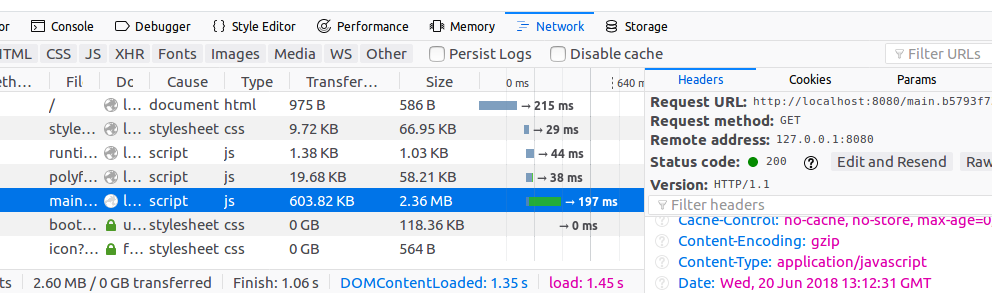 or Console Debugger Style Editor Performance Memory Network Storage
HTML CSS JS XHR Fonts Images Media WS Other Persist Logs Disable cache Filter URLs
eth... Fil Dc Cause Type Transfer... Size 0 ms 640 m
/ l... document html 975 B 586 B → 215 ms
style... l... stylesheet css 9.72 KB 66.95 KB → 29 ms
runti... l... script js 1.38 KB 1.03 KB → 44 ms
polyf... l... script js 19.68 KB 58.21 KB → 38 ms
main... l... script js 603.82 KB 2.36 MB → 197 ms
boot... u... stylesheet css 0 GB 118.36 KB → 0 ms
icon?... f... stylesheet css 0 GB 564 B
ts 2.60 MB / 0 GB transferred Finish: 1.06 s DOMContentLoaded: 1.35 s load: 1.45 s
Headers Cookies Params
Request URL: http://localhost:8080/main.b5793f7
Request method: GET
Remote address: 127.0.0.1:8080
Status code: 200 ? Edit and Resend Raw
Version: HTTP/1.1
Filter headers
? Cache-Control: no-cache, no-store, max-age=0
? Content-Encoding: gzip
? Content-Type: application/javascript
? Date: Wed, 20 Jun 2018 13:12:31 GMT